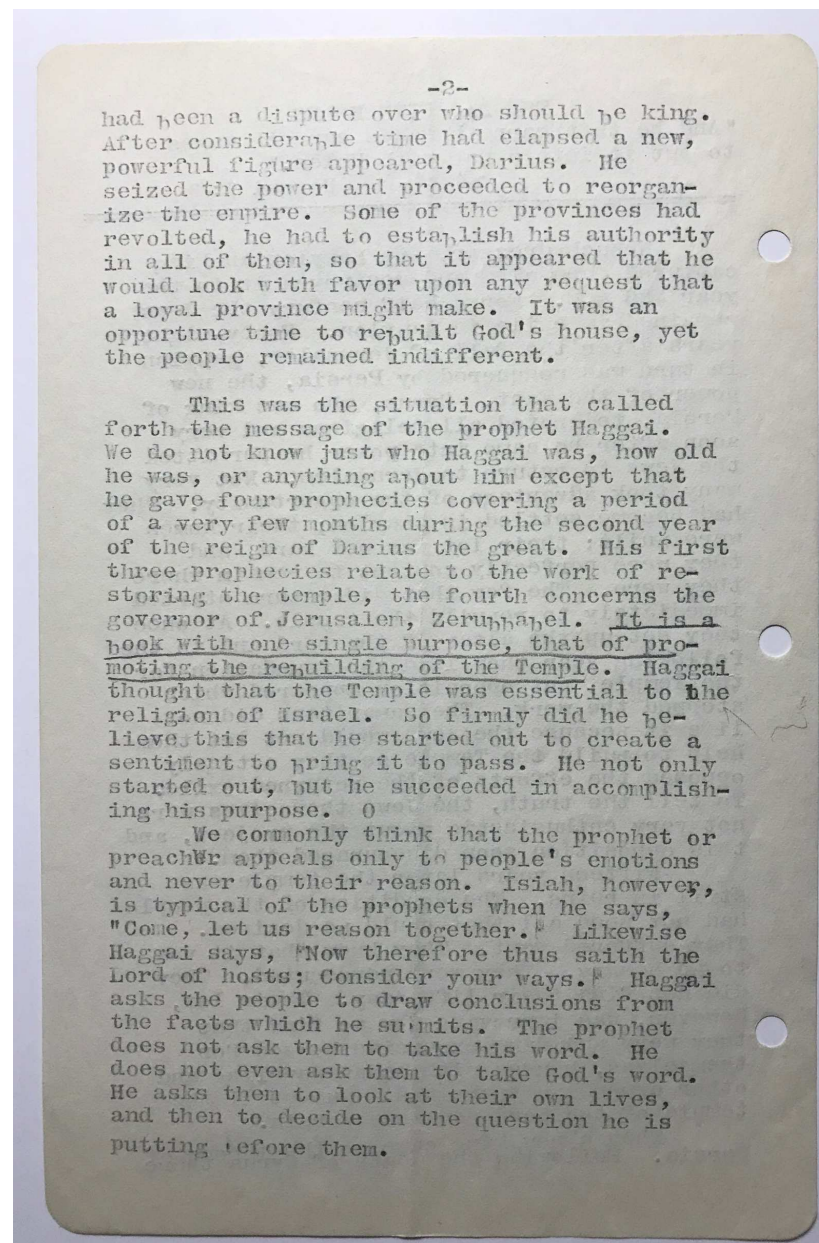 -2-
had been a dispute over who should be king.
After considerable time had elapsed a new,
powerful figure appeared, Darius. He
seized the power and proceeded to reorgan-
ize the empire. Some of the provinces had
revolted, he had to establish his authority
in all of them, so that it appeared that he
would look with favor upon any request that
a loyal province might make. It was an
opportune time to rebuilt God's house, yet
the people remained indifferent.
This was the situation that called
forth the message of the prophet Haggai.
We do not know just who Haggai was, how old
he was, or anything about him except that
he gave four prophecies covering a period
of a very few months during the second year
of the reign of Darius the great. His first
three prophecies relate to the work of re-
storing the temple, the fourth concerns the
governor of Jerusalem, Zerubbabel. It is a
book with one single purpose, that of pro-
moting the rebuilding of the Temple. Haggai
thought that the Temple was essential to the
religion of Israel. So firmly did he be-
lieve this that he started out to create a
sentiment to bring it to pass. He not only
started out, but he succeeded in accomplish-
ing his purpose. O
We commonly think that the prophet or
preachWr appeals only to people's emotions
and never to their reason. Isiah, however,
is typical of the prophets when he says,
"Come, let us reason together." Likewise
Haggai says, "Now therefore thus saith the
Lord of hosts; Consider your ways." Haggai
asks the people to draw conclusions from
the facts which he submits. The prophet
does not ask them to take his word. He
does not even ask them to take God's word.
He asks them to look at their own lives,
and then to decide on the question he is
putting before them.